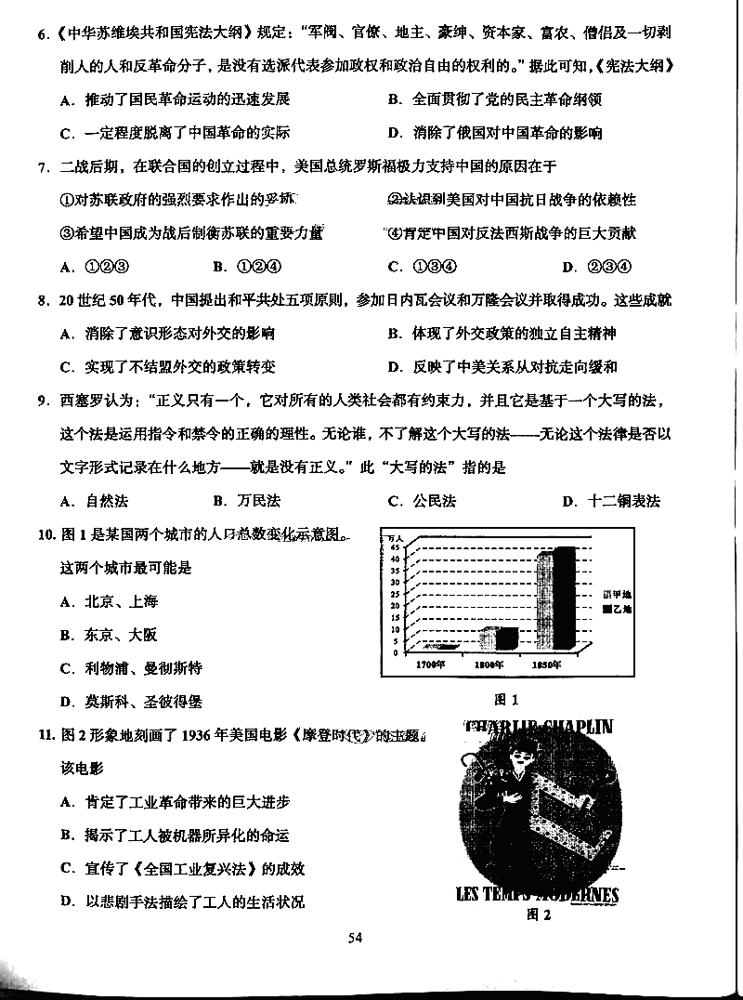 6.《中华苏维埃共和国宪法大纲》规定：“军阀、官僚、地主、豪绅、资本家、富农、僧侣及一切剥
削人的人和反革命分子，是没有选派代表参加政权和政治自由的权利的。”据此可知，《宪法大纲》
A．推动了国民革命运动的迅速发展 B．全面贯彻了党的民主革命纲领
C．一定程度脱离了中国革命的实际 D．消除了俄国对中国革命的影响
7．二战后期，在联合国的创立过程中，美国总统罗斯福极力支持中国的原因在于
①对苏联政府的强烈要求作出的妥协 ②认识到美国对中国抗日战争的依赖性
③希望中国成为战后制衡苏联的重要力量 ④肯定中国对反法西斯战争的巨大贡献
A．①②③ B．①②④ C．①③④ D．②③④
8．20世纪50年代，中国提出和平共处五项原则，参加日内瓦会议和万隆会议并取得成功。这些成就
A．消除了意识形态对外交的影响 B．体现了外交政策的独立自主精神
C．实现了不结盟外交的政策转变 D．反映了中美关系从对抗走向缓和
9．西塞罗认为：“正义只有一个，它对所有的人类社会都有约束力，并且它是基于一个大写的法，
这个法是运用指令和禁令的正确的理性。无论谁，不了解这个大写的法——无论这个法律是否以
文字形式记录在什么地方——就是没有正义。”此“大写的法”指的是
A．自然法 B．万民法 C．公民法 D．十二铜表法
10. 图1是某国两个城市的人口总数变化示意图。
这两个城市最可能是
A．北京、上海
B．东京、大阪
C．利物浦、曼彻斯特
D．莫斯科、圣彼得堡
万人
45
40
35
30
25
20
15
10
5
0
1700年 1800年 1850年
甲地
乙地
图1
11. 图2形象地刻画了1936年美国电影《摩登时代》的主题。
该电影
A．肯定了工业革命带来的巨大进步
B．揭示了工人被机器所异化的命运
C．宣传了《全国工业复兴法》的成效
D．以悲剧手法描绘了工人的生活状况
CHARLIE CHAPLIN
LES TEMPS MODERNES
图2
54